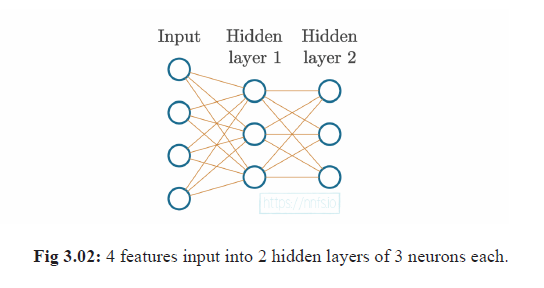 Input Hidden Hidden
layer 1 layer 2
https://nnfs.io
Fig 3.02: 4 features input into 2 hidden layers of 3 neurons each.